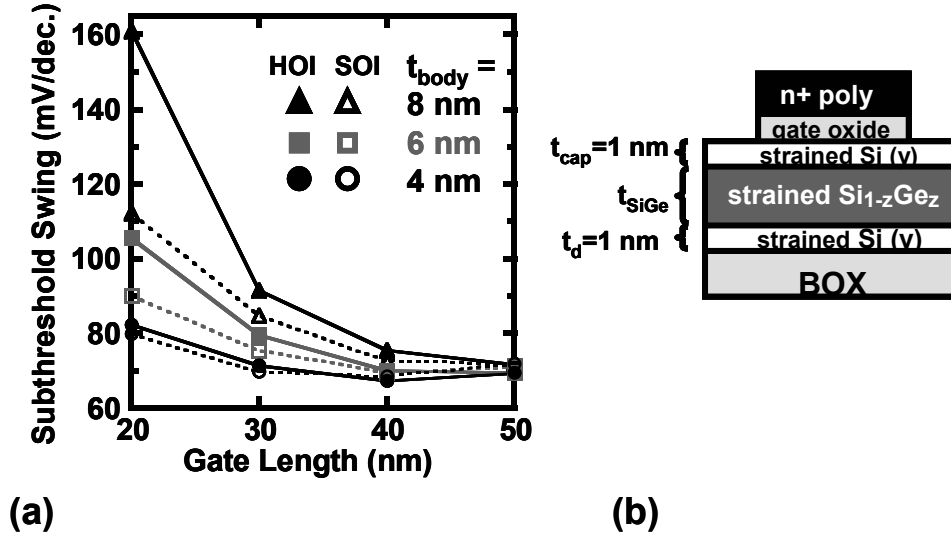 Subthreshold Swing (mV/dec.)
160
140
120
100
80
60
20
30
40
50
Gate Length (nm)
HOI SOI t_body =
8 nm
6 nm
4 nm
(a)
n+ poly
gate oxide
t_cap=1 nm
strained Si (y)
t_SiGe
strained Si1-zGez
t_d=1 nm
strained Si (y)
BOX
(b)